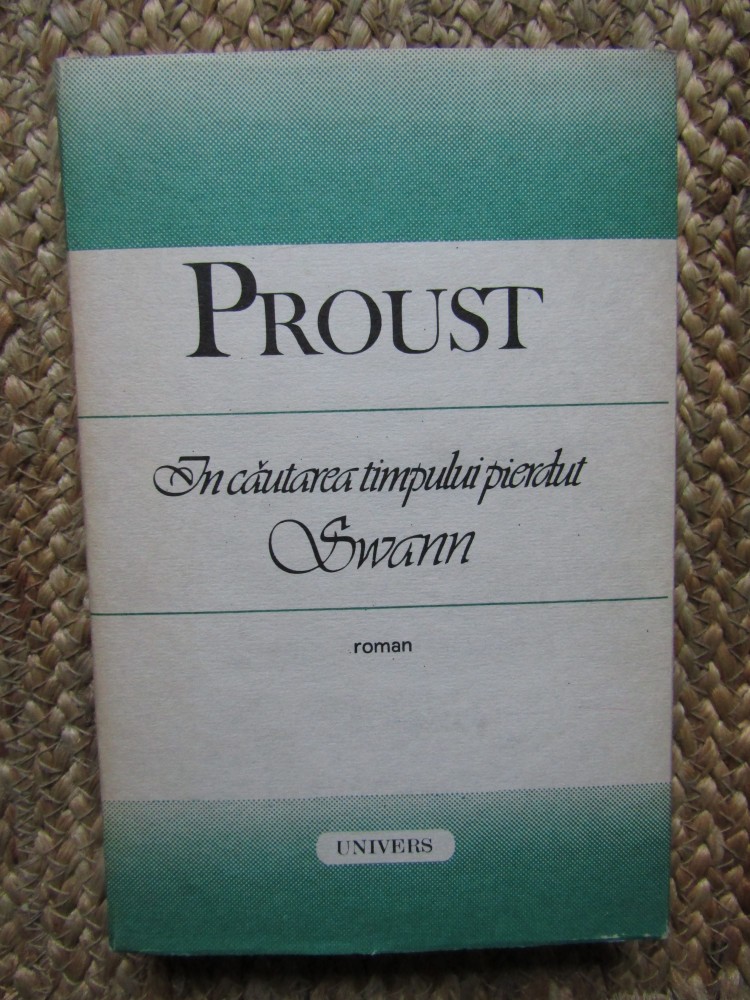 PROUST
In căutarea timpului pierdut
Swann
roman
UNIVERS